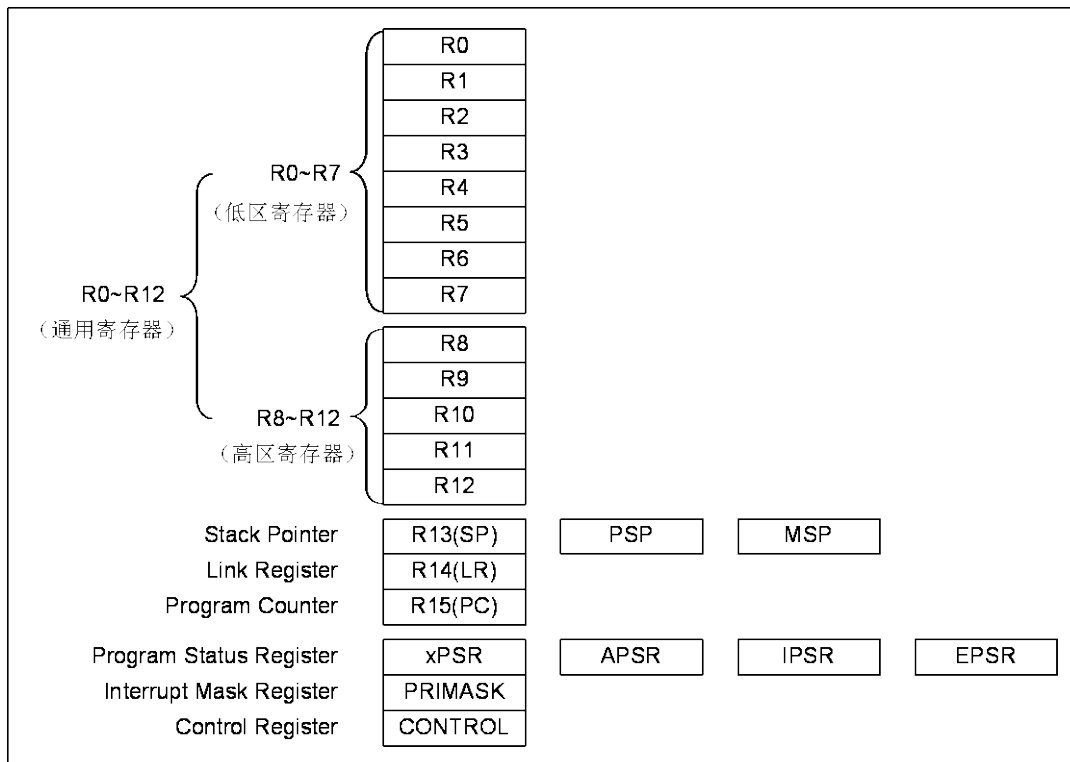 R0
R1
R2
R3
R0~R7
R4
（低区寄存器）
R5
R6
R0~R12
R7
（通用寄存器）
R8
R9
R8~R12
R10
（高区寄存器）
R11
R12
Stack Pointer R13(SP) PSP MSP
Link Register R14(LR)
Program Counter R15(PC)
Program Status Register xPSR APSR IPSR EPSR
Interrupt Mask Register PRIMASK
Control Register CONTROL